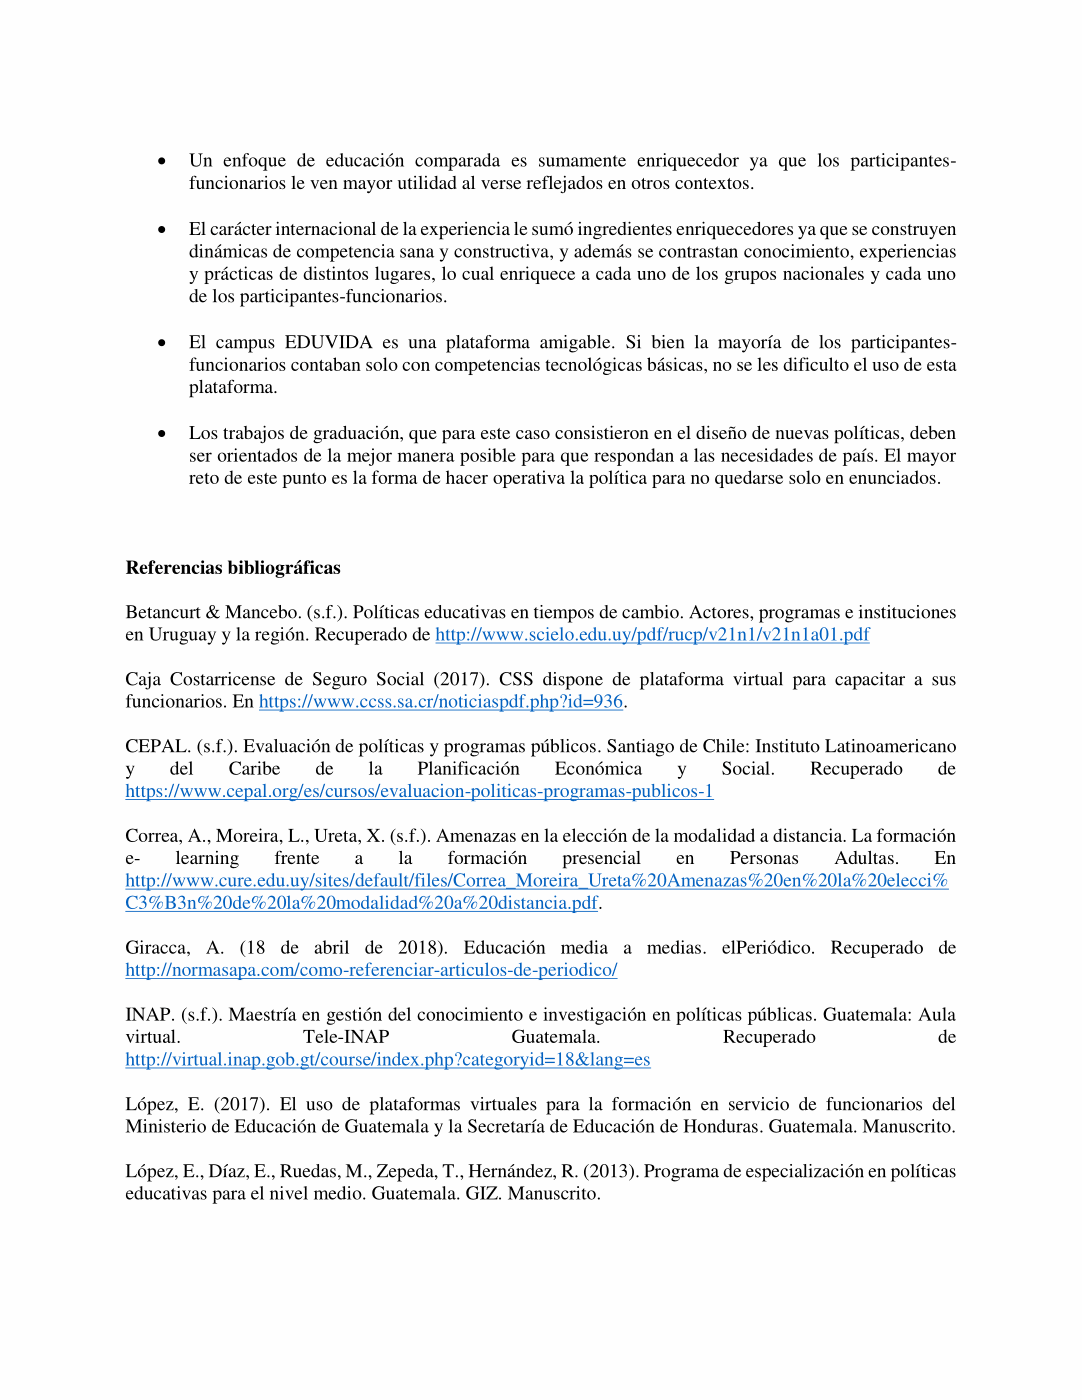 • Un enfoque de educación comparada es sumamente enriquecedor ya que los participantes-
funcionarios le ven mayor utilidad al verse reflejados en otros contextos.
• El carácter internacional de la experiencia le sumó ingredientes enriquecedores ya que se construyen
dinámicas de competencia sana y constructiva, y además se contrastan conocimiento, experiencias
y prácticas de distintos lugares, lo cual enriquece a cada uno de los grupos nacionales y cada uno
de los participantes-funcionarios.
• El campus EDUVIDA es una plataforma amigable. Si bien la mayoría de los participantes-
funcionarios contaban solo con competencias tecnológicas básicas, no se les dificulto el uso de esta
plataforma.
• Los trabajos de graduación, que para este caso consistieron en el diseño de nuevas políticas, deben
ser orientados de la mejor manera posible para que respondan a las necesidades de país. El mayor
reto de este punto es la forma de hacer operativa la política para no quedarse solo en enunciados.
Referencias bibliográficas
Betancurt & Mancebo. (s.f.). Políticas educativas en tiempos de cambio. Actores, programas e instituciones
en Uruguay y la región. Recuperado de http://www.scielo.edu.uy/pdf/rucp/v21n1/v21n1a01.pdf
Caja Costarricense de Seguro Social (2017). CSS dispone de plataforma virtual para capacitar a sus
funcionarios. En https://www.ccss.sa.cr/noticiaspdf.php?id=936.
CEPAL. (s.f.). Evaluación de políticas y programas públicos. Santiago de Chile: Instituto Latinoamericano
y del Caribe de la Planificación Económica y Social. Recuperado de
https://www.cepal.org/es/cursos/evaluacion-politicas-programas-publicos-1
Correa, A., Moreira, L., Ureta, X. (s.f.). Amenazas en la elección de la modalidad a distancia. La formación
e- learning frente a la formación presencial en Personas Adultas. En
http://www.cure.edu.uy/sites/default/files/Correa_Moreira_Ureta%20Amenazas%20en%20la%20elecci%
C3%B3n%20de%20la%20modalidad%20a%20distancia.pdf.
Giracca, A. (18 de abril de 2018). Educación media a medias. elPeriódico. Recuperado de
http://normasapa.com/como-referenciar-articulos-de-periodico/
INAP. (s.f.). Maestría en gestión del conocimiento e investigación en políticas públicas. Guatemala: Aula
virtual. Tele-INAP Guatemala. Recuperado de
http://virtual.inap.gob.gt/course/index.php?categoryid=18&lang=es
López, E. (2017). El uso de plataformas virtuales para la formación en servicio de funcionarios del
Ministerio de Educación de Guatemala y la Secretaría de Educación de Honduras. Guatemala. Manuscrito.
López, E., Díaz, E., Ruedas, M., Zepeda, T., Hernández, R. (2013). Programa de especialización en políticas
educativas para el nivel medio. Guatemala. GIZ. Manuscrito.